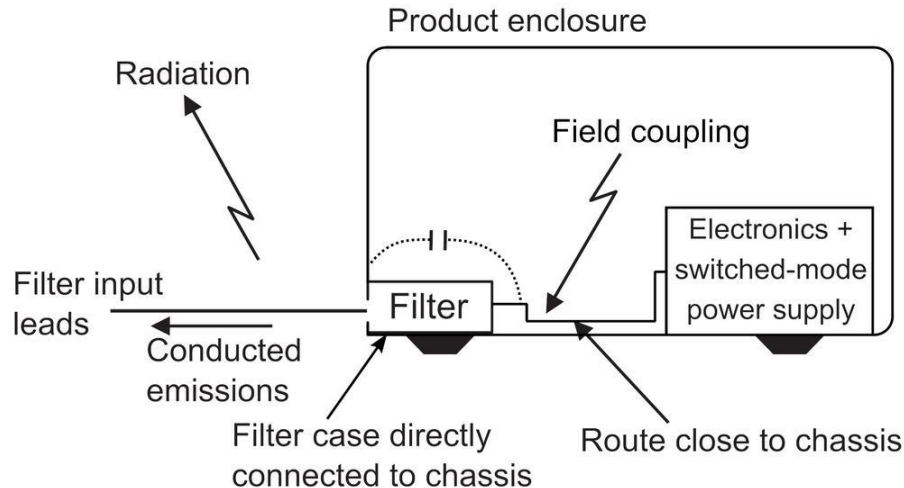 Product enclosure
Radiation
Field coupling
Electronics +
switched-mode
power supply
Filter input
leads
Filter
Conducted
emissions
Filter case directly
connected to chassis
Route close to chassis